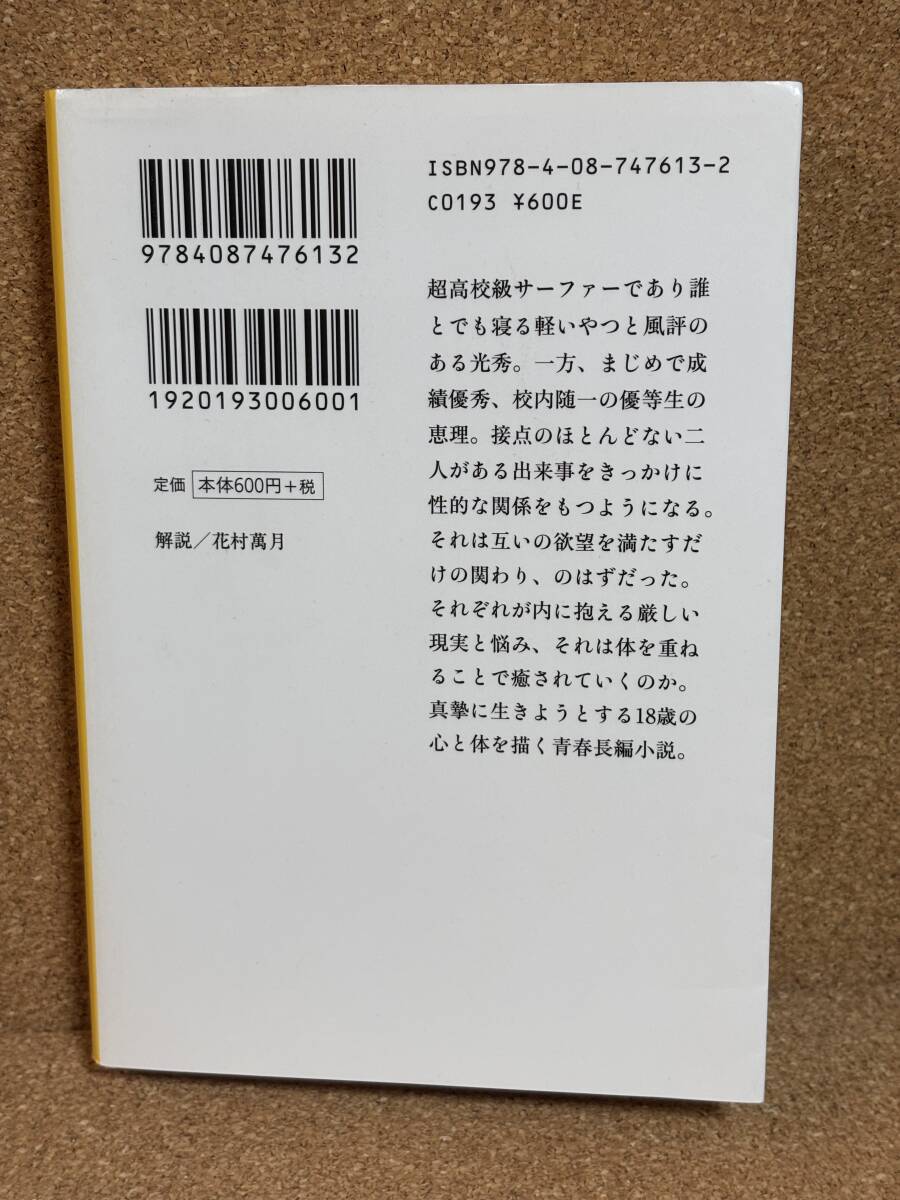 9784087476132
1920193006001
定価 本体600円+税
解説/花村萬月
ISBN978-4-08-747613-2
C0193 ¥600E
超高校級サーファーであり誰
とでも寝る軽いやつと風評の
ある光秀。一方、まじめで成
績優秀、校内随一の優等生の
恵理。接点のほとんどない二
人がある出来事をきっかけに
性的な関係をもつようになる。
それは互いの欲望を満たすだ
けの関わり、のはずだった。
それぞれが内に抱える厳しい
現実と悩み、それは体を重ね
ることで癒されていくのか。
真摯に生きようとする18歳の
心と体を描く青春長編小説。